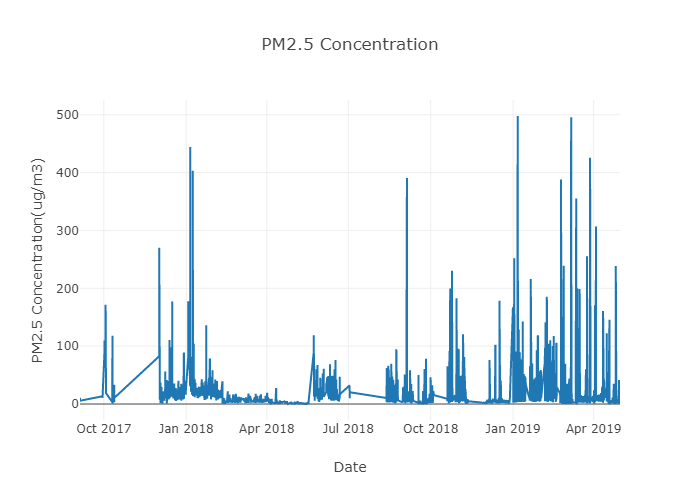 PM2.5 Concentration
PM2.5 Concentration(ug/m3)
500
400
300
200
100
0
Oct 2017
Jan 2018
Apr 2018
Jul 2018
Oct 2018
Jan 2019
Apr 2019
Date